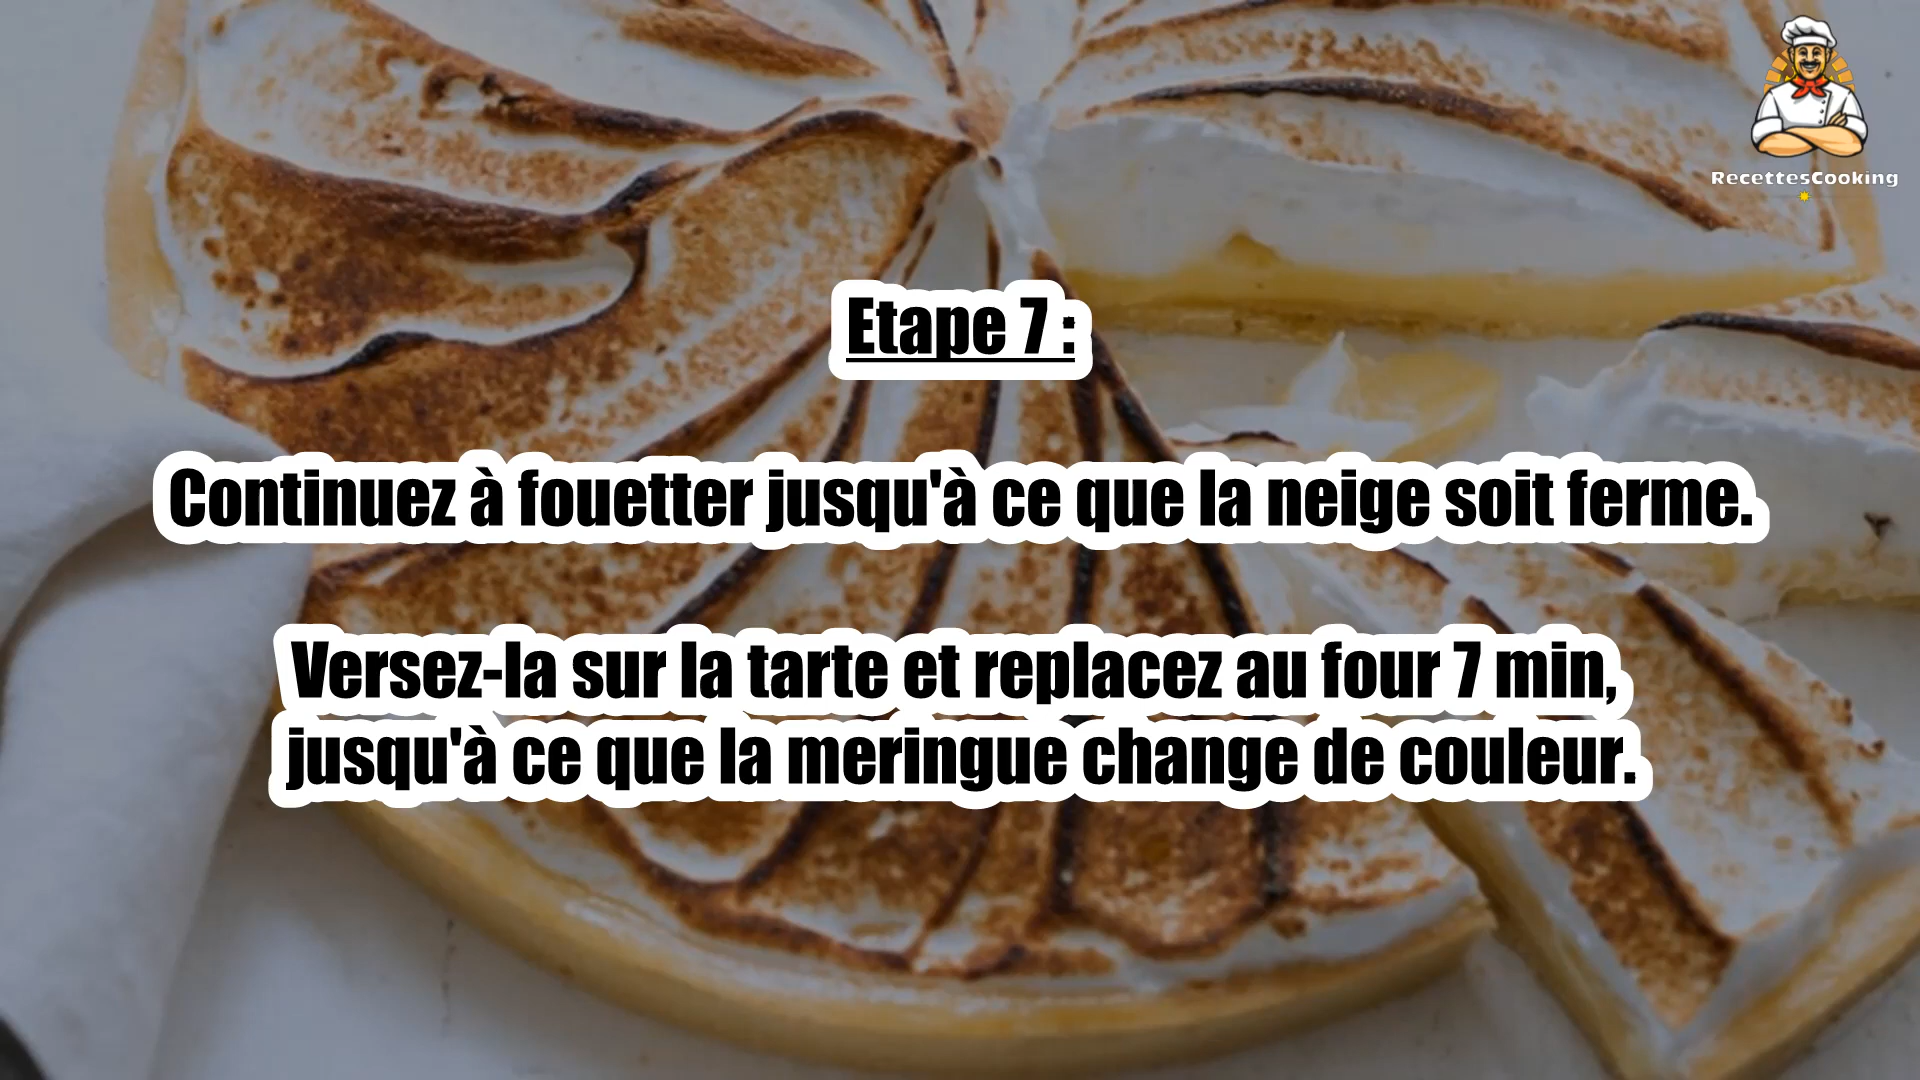 RecettesCooking
Etape 7 :
Continuez à fouetter jusqu'à ce que la neige soit ferme.
Versez-la sur la tarte et replacez au four 7 min,
jusqu'à ce que la meringue change de couleur.